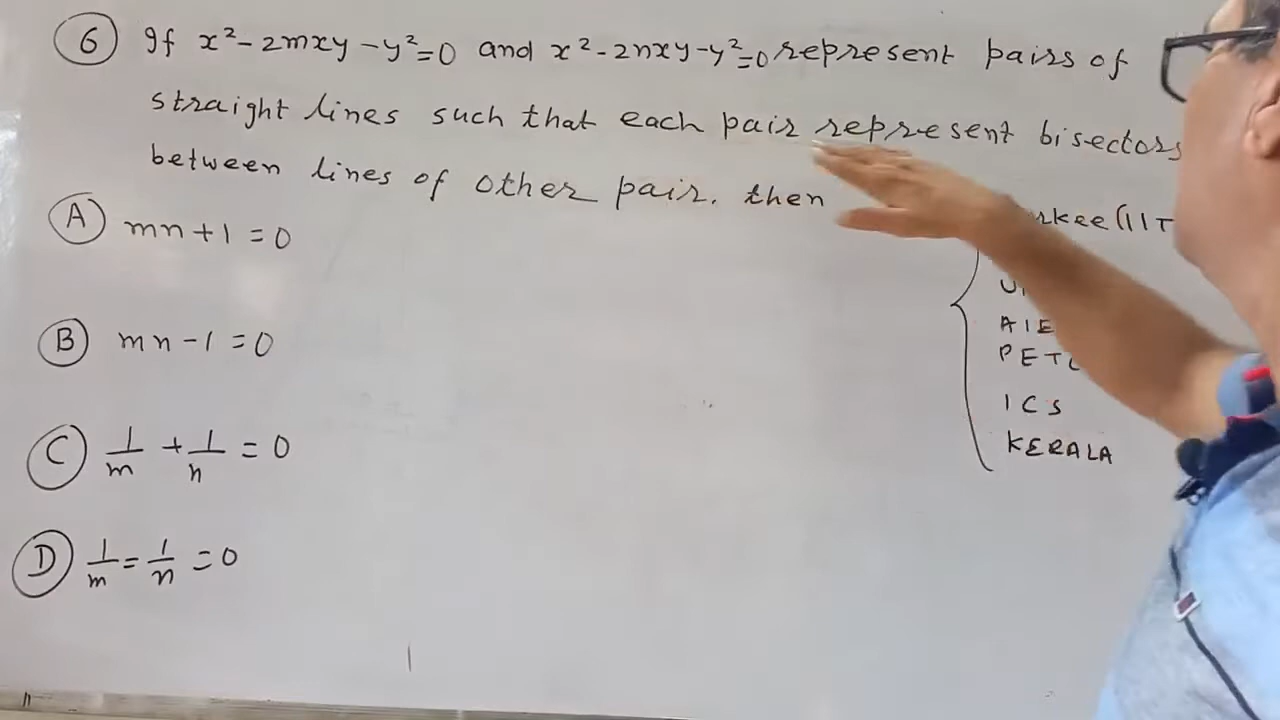 6 If x²-2mxy-y²=0 and x²-2nxy-y²=0 represent pairs of
straight lines such that each pair represent bisectors
between lines of other pair. then
A mn+1=0
B mn-1=0
C 1/m + 1/n = 0
D 1/m = 1/n = 0
(IIT
ICS
KERALA